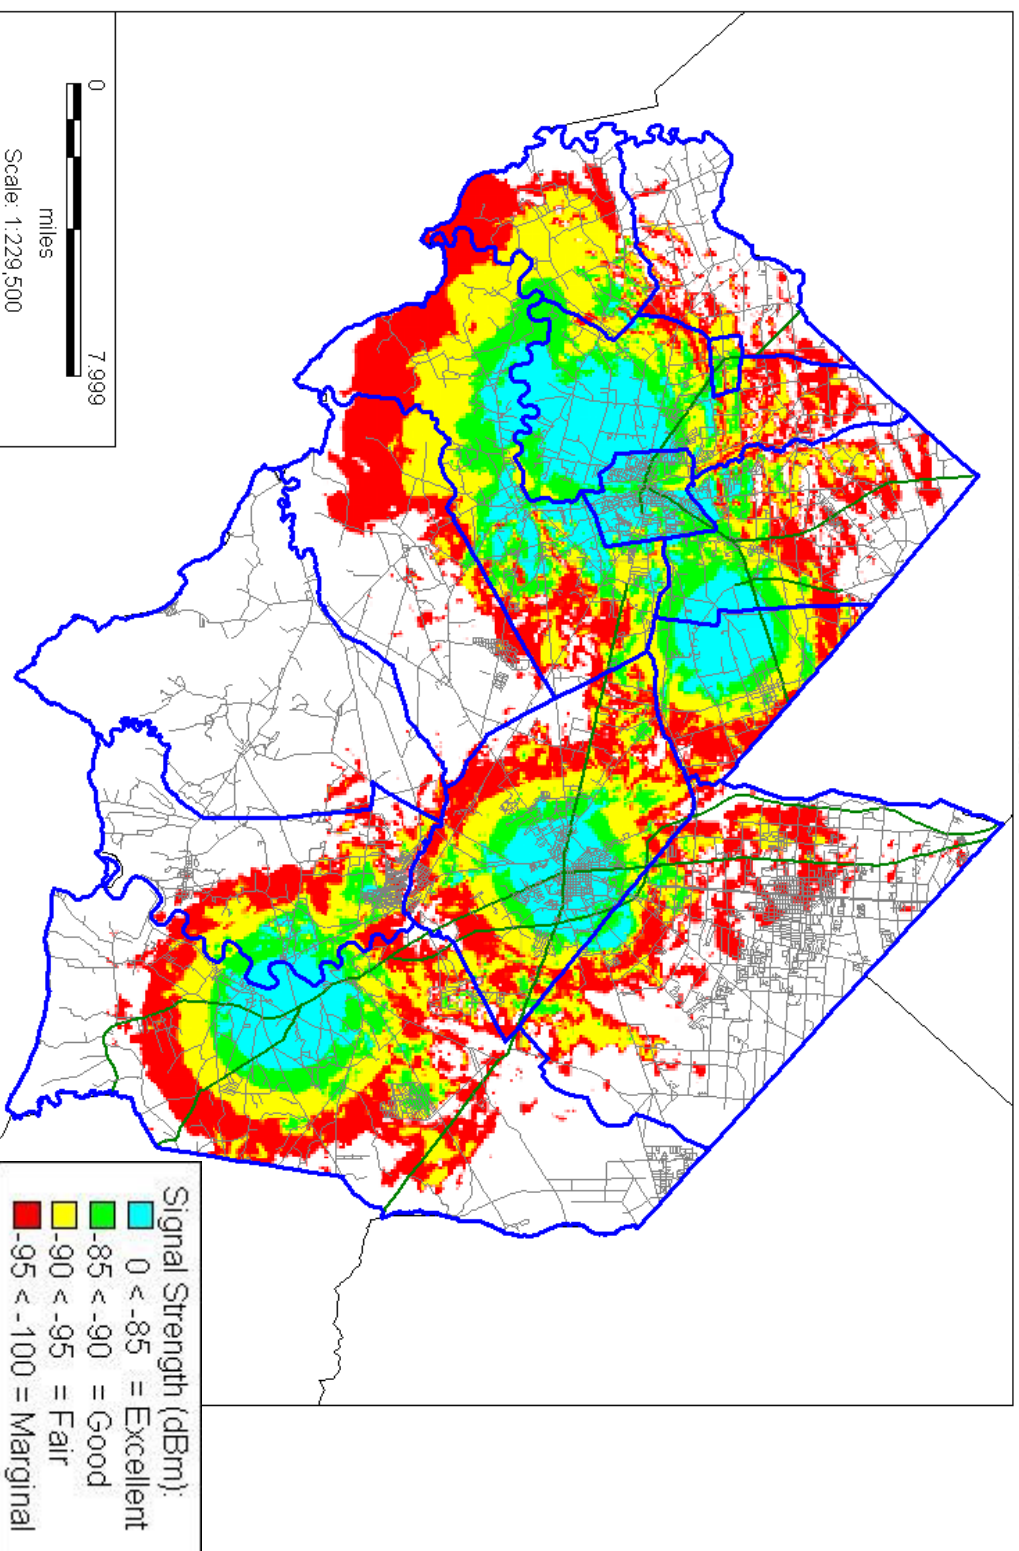 Signal Strength (dBm):
0 < -85 = Excellent
-85 < -90 = Good
-90 < -95 = Fair
-95 < -100 = Marginal
0 7.999
miles
Scale: 1:229,500